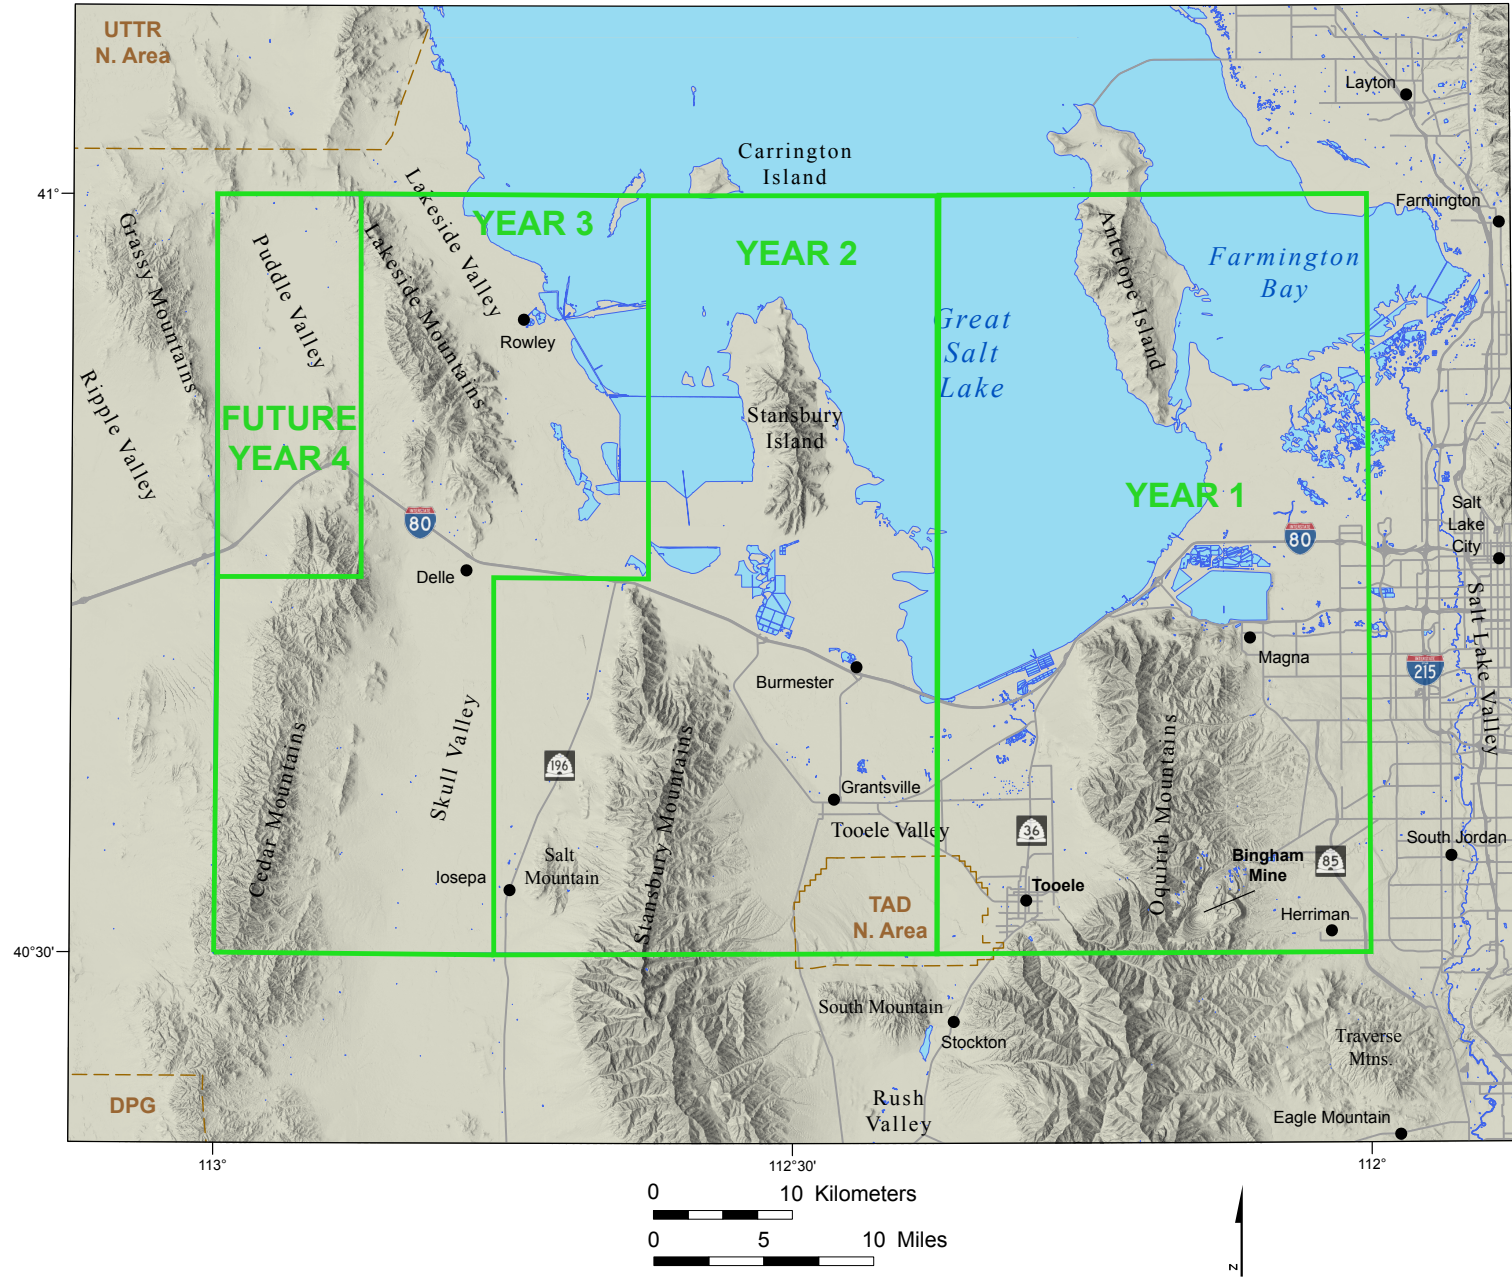 UTTR
N. Area
Layton
Carrington
Island
41°
Farmington
Lakeside Valley
YEAR 3
YEAR 2
Grassy Mountains
Puddle Valley
Lakeside Mountains
Antelope Island
Farmington
Bay
Great
Salt
Lake
Rowley
Ripple Valley
FUTURE
YEAR 4
Stansbury
Island
YEAR 1
Salt
Lake
City
80
80
Delle
Salt Lake Valley
Magna
215
Burmester
Skull Valley
Cedar Mountains
196
Stansbury Mountains
Oquirrh Mountains
Grantsville
Tooele Valley
36
South Jordan
Bingham
Mine
85
Salt
Mountain
Iosepa
Tooele
TAD
N. Area
Herriman
40°30'
South Mountain
Stockton
Traverse
Mtns.
DPG
Rush
Valley
Eagle Mountain
113°
112°30'
112°
0 10 Kilometers
0 5 10 Miles
N